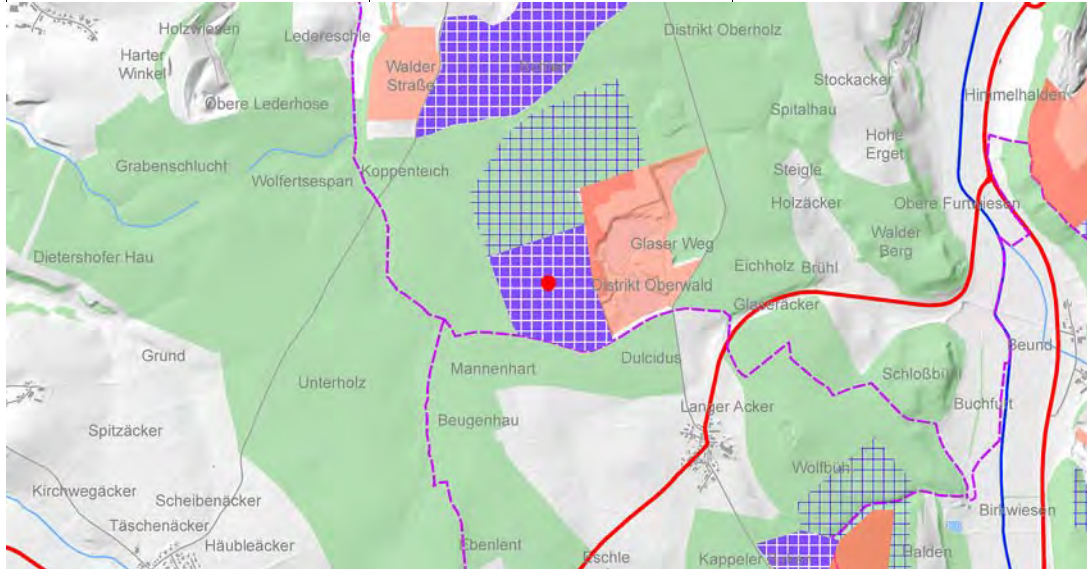 Holzwiesen
Ledereschle
Distrikt Oberholz
Harter
Winkel
Walder
Straße
Stockacker
Himmelhalden
Obere Lederhose
Spitalhau
Hohe
Erget
Grabenschlucht
Wolfertsespan
Koppenteich
Steigle
Holzäcker
Obere Furtwiesen
Dietershofer Hau
Glaser Weg
Walder
Berg
Eichholz
Brühl
Distrikt Oberwald
Glaseräcker
Grund
Mannenhart
Dulcidus
Beund
Unterholz
Schloßbühl
Beugenhau
Langer Acker
Buchfurt
Spitzäcker
Wolfbühl
Kirchwegäcker
Scheibenäcker
Birkwiesen
Täschenäcker
Häubleäcker
Ebenlent
Eschle
Kappeler
Halden